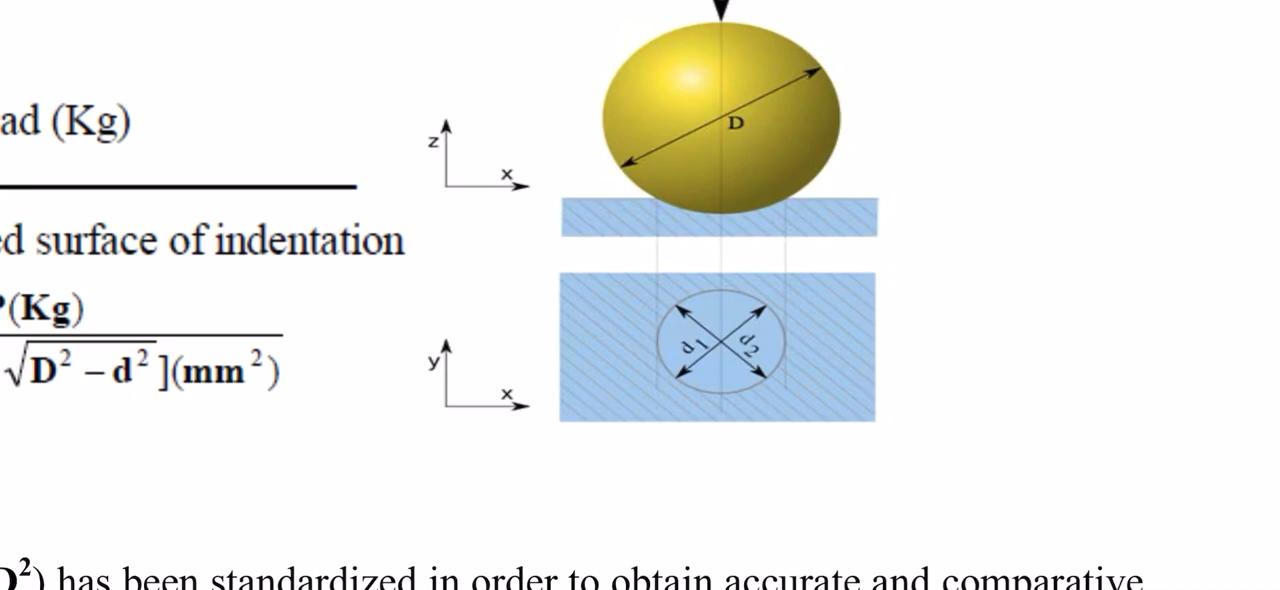 ad (Kg)
d surface of indentation
(Kg)
√D² – d² ](mm²)
z
x
D
y
x
d1
d2
²) has been standardized in order to obtain accurate and comparative